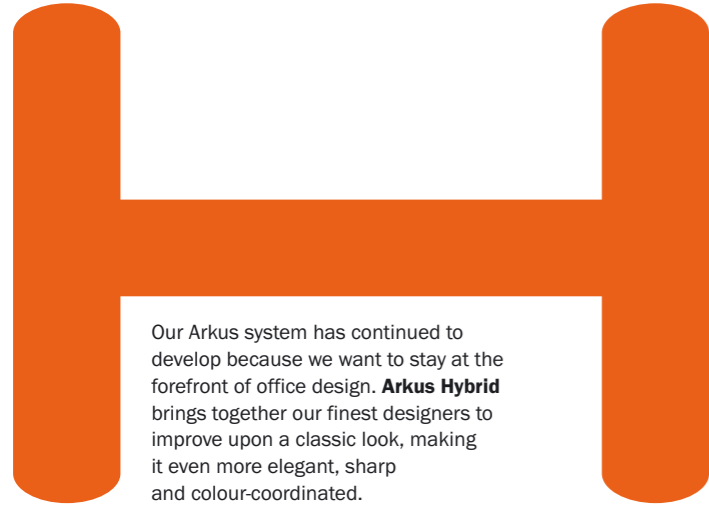 Our Arkus system has continued to
develop because we want to stay at the
forefront of office design. Arkus Hybrid
brings together our finest designers to
improve upon a classic look, making
it even more elegant, sharp
and colour-coordinated.